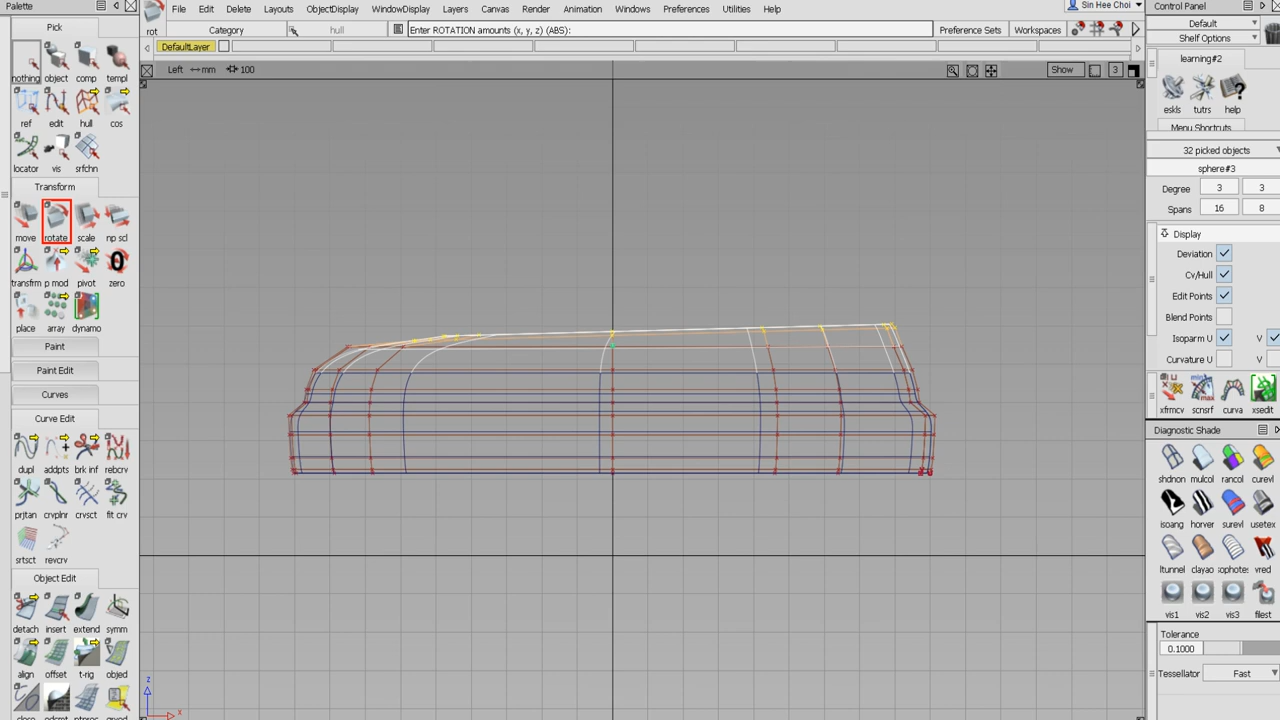 Palette
Pick
nothing object comp templ
ref edit hull cos
locator vis srfchn
Transform
move rotate scale np scl
transfrm p mod pivot zero
place array dynamo
Paint
Paint Edit
Curves
Curve Edit
dupl addpts brk inf rebcrv
prjtan crvplnr crvsct fit crv
srtsct revcrv
Object Edit
detach insert extend symm
align offset t-rig objed
rot
File Edit Delete Layouts ObjectDisplay WindowDisplay Layers Canvas Render Animation Windows Preferences Utilities Help
Sin Hee Choi
Category
hull
Enter ROTATION amounts (x, y, z) (ABS):
Preference Sets
Workspaces
DefaultLayer
Left
mm
100
Show
3
z
x
Control Panel
Default
Shelf Options
learning#2
eskls tutrs help
Menu Shortcuts
32 picked objects
sphere#3
Degree 3 3
Spans 16 8
Display
Deviation
Cv/Hull
Edit Points
Blend Points
Isoparm U V
Curvature U V
xfrmcv scnsrf curva xsedit
Diagnostic Shade
shdnon mulcol rancol curevl
isoang horver surevl usetex
ltunnel clayao isophotes vred
vis1 vis2 vis3 filest
Tolerance
0.1000
Tessellator Fast